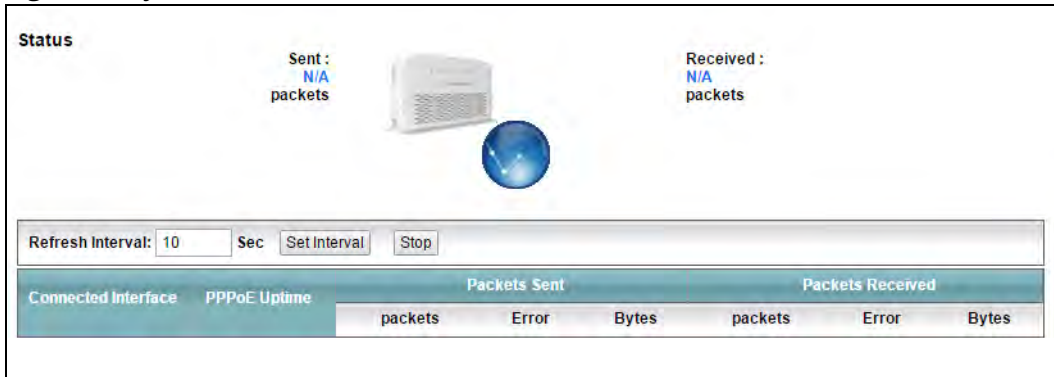 Status
Sent :
N/A
packets
Received :
N/A
packets
Refresh Interval: 10 Sec Set Interval Stop
Connected Interface PPPoE Uptime Packets Sent Packets Received
packets Error Bytes packets Error Bytes